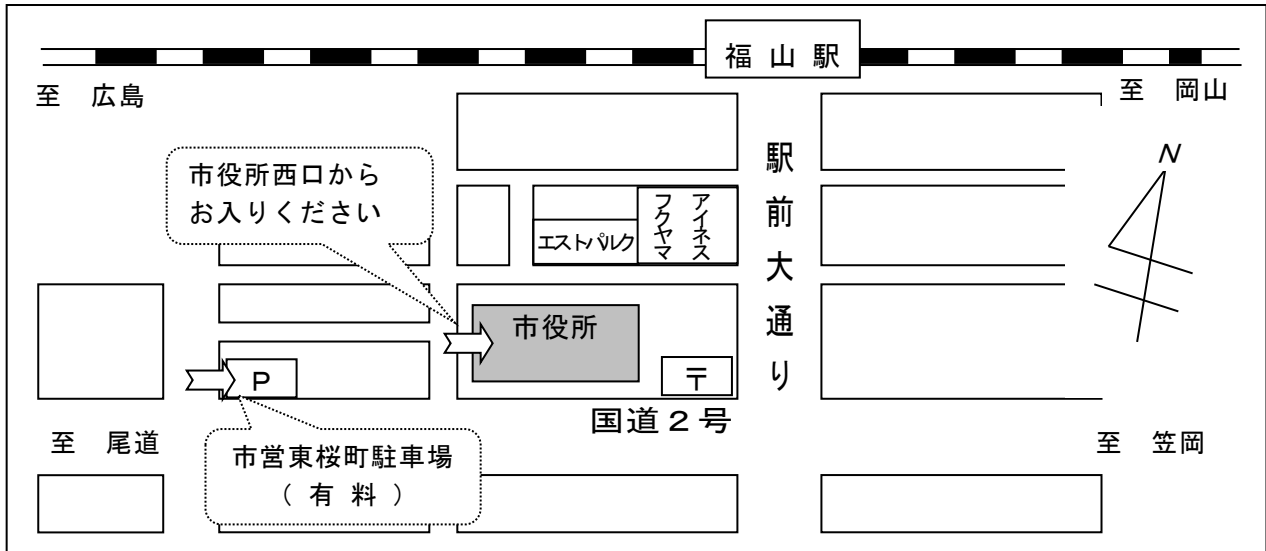 福山駅
至　広島
至　岡山
市役所西口から
お入りください
駅前大通り
N
アイネス
フクヤマ
エストパルク
市役所
P
〒
国道２号
至　尾道
至　笠岡
市営東桜町駐車場
（有料）